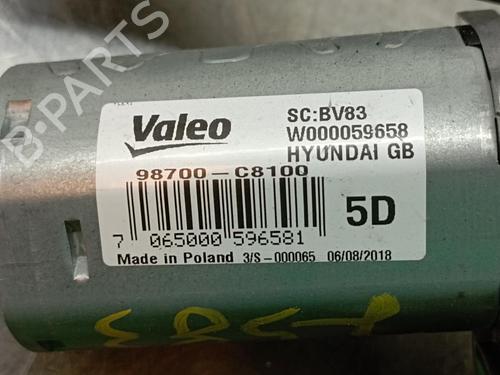 B-PARTS
Valeo
SC:BV83
W000059658
HYUNDAI GB
98700-C8100
5D
7 065000 596581
Made in Poland 3/S-000065 06/08/2018